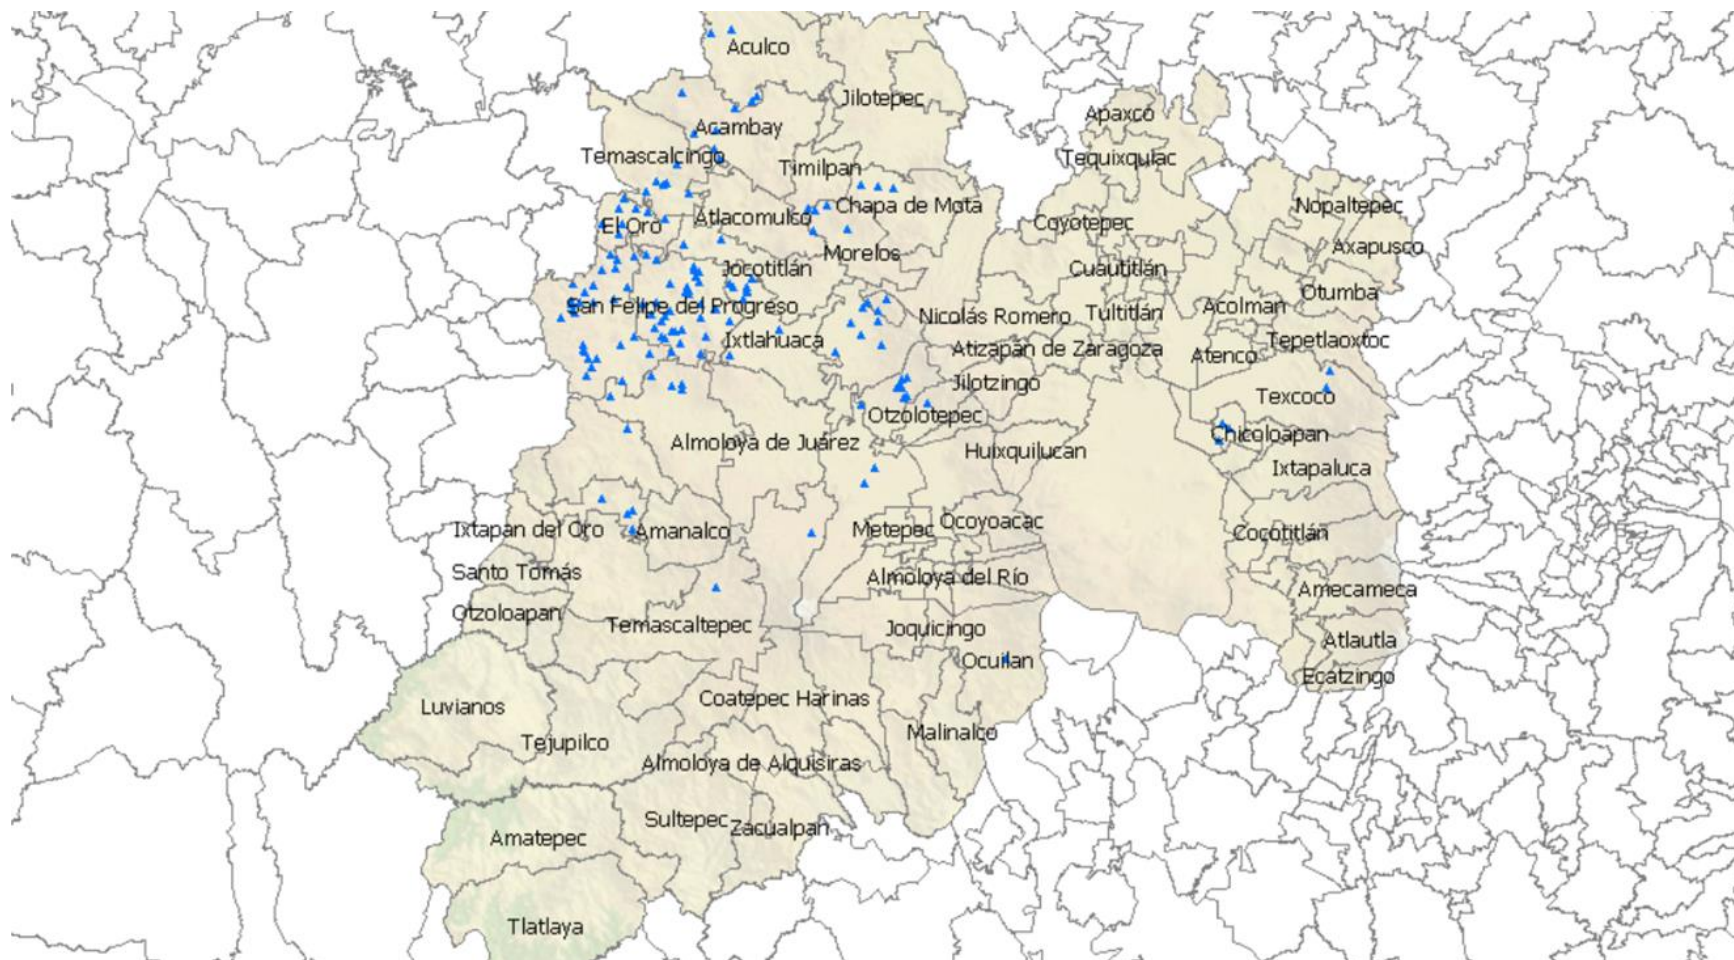 Aculco
Jilotepec
Apaxco
Acambay
Temascalcingo
Tequixquiac
Timilpan
Chapa de Mota
Nopaltepec
Atlacomulco
El Oro
Coyotepec
Axapusco
Morelos
Jocotitlán
Cuautitlán
Otumba
San Felipe del Progreso
Acolman
Nicolás Romero
Tultitlán
Ixtlahuaca
Tepetlaoxtoc
Atizapán de Zaragoza
Atenco
Jilotzingo
Texcoco
Otzolotepec
Chicoloapan
Almoloya de Juárez
Huixquilucan
Ixtapaluca
Ocoyoacac
Ixtapan del Oro
Amanalco
Metepec
Cocotitlán
Santo Tomás
Almoloya del Río
Amecameca
Otzoloapan
Temascaltepec
Joquicingo
Atlautla
Ocuilan
Ecatzingo
Coatepec Harinas
Luvianos
Malinalco
Tejupilco
Almoloya de Alquisiras
Sultepec
Zacualpan
Amatepec
Tlatlaya